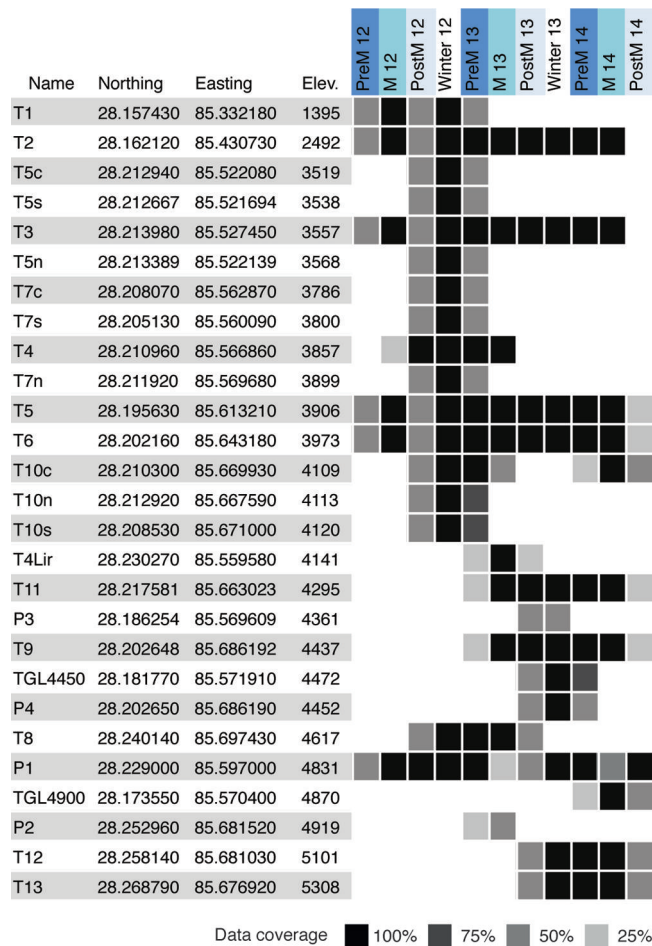 PreM 12 M 12 PostM 12 Winter 12 PreM 13 M 13 PostM 13 Winter 13 PreM 14 M 14 PostM 14
Name Northing Easting Elev.
T1 28.157430 85.332180 1395
T2 28.162120 85.430730 2492
T5c 28.212940 85.522080 3519
T5s 28.212667 85.521694 3538
T3 28.213980 85.527450 3557
T5n 28.213389 85.522139 3568
T7c 28.208070 85.562870 3786
T7s 28.205130 85.560090 3800
T4 28.210960 85.566860 3857
T7n 28.211920 85.569680 3899
T5 28.195630 85.613210 3906
T6 28.202160 85.643180 3973
T10c 28.210300 85.669930 4109
T10n 28.212920 85.667590 4113
T10s 28.208530 85.671000 4120
T4Lir 28.230270 85.559580 4141
T11 28.217581 85.663023 4295
P3 28.186254 85.569609 4361
T9 28.202648 85.686192 4437
TGL4450 28.181770 85.571910 4472
P4 28.202650 85.686190 4452
T8 28.240140 85.697430 4617
P1 28.229000 85.597000 4831
TGL4900 28.173550 85.570400 4870
P2 28.252960 85.681520 4919
T12 28.258140 85.681030 5101
T13 28.268790 85.676920 5308
Data coverage 100% 75% 50% 25%